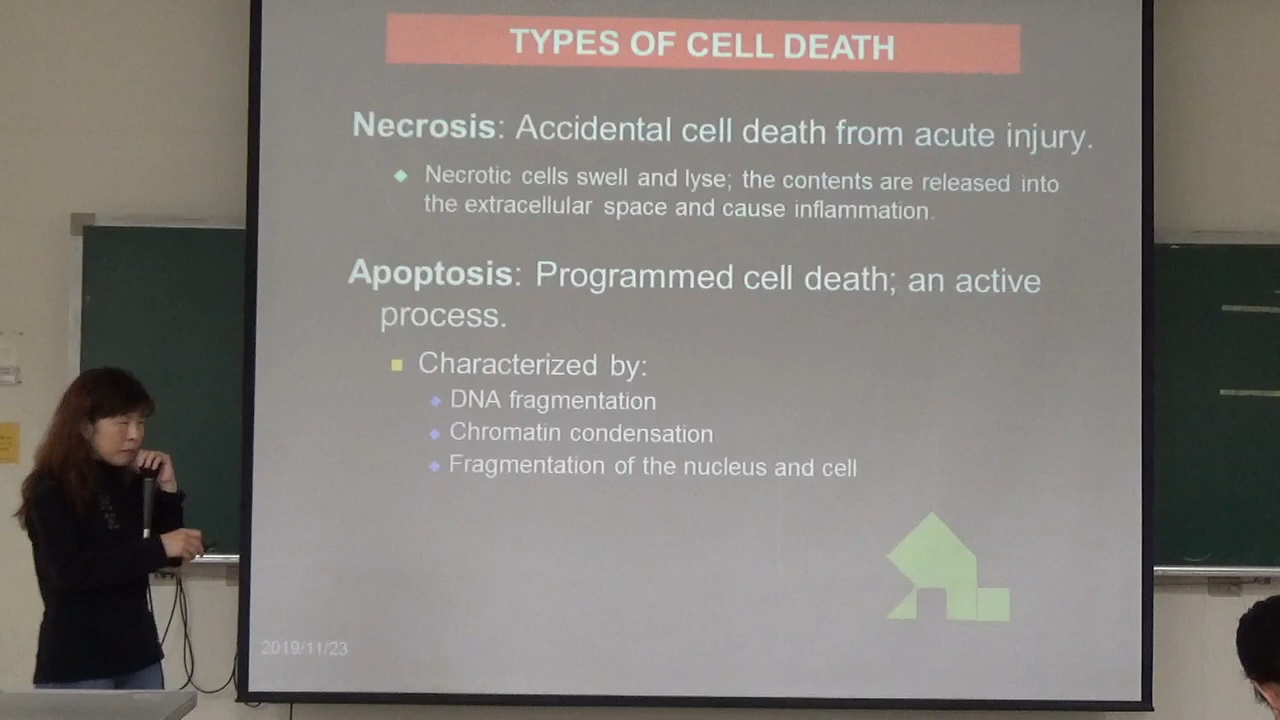 TYPES OF CELL DEATH
Necrosis: Accidental cell death from acute injury.
Necrotic cells swell and lyse; the contents are released into
the extracellular space and cause inflammation.
Apoptosis: Programmed cell death; an active
process.
Characterized by:
DNA fragmentation
Chromatin condensation
Fragmentation of the nucleus and cell
2019/11/23